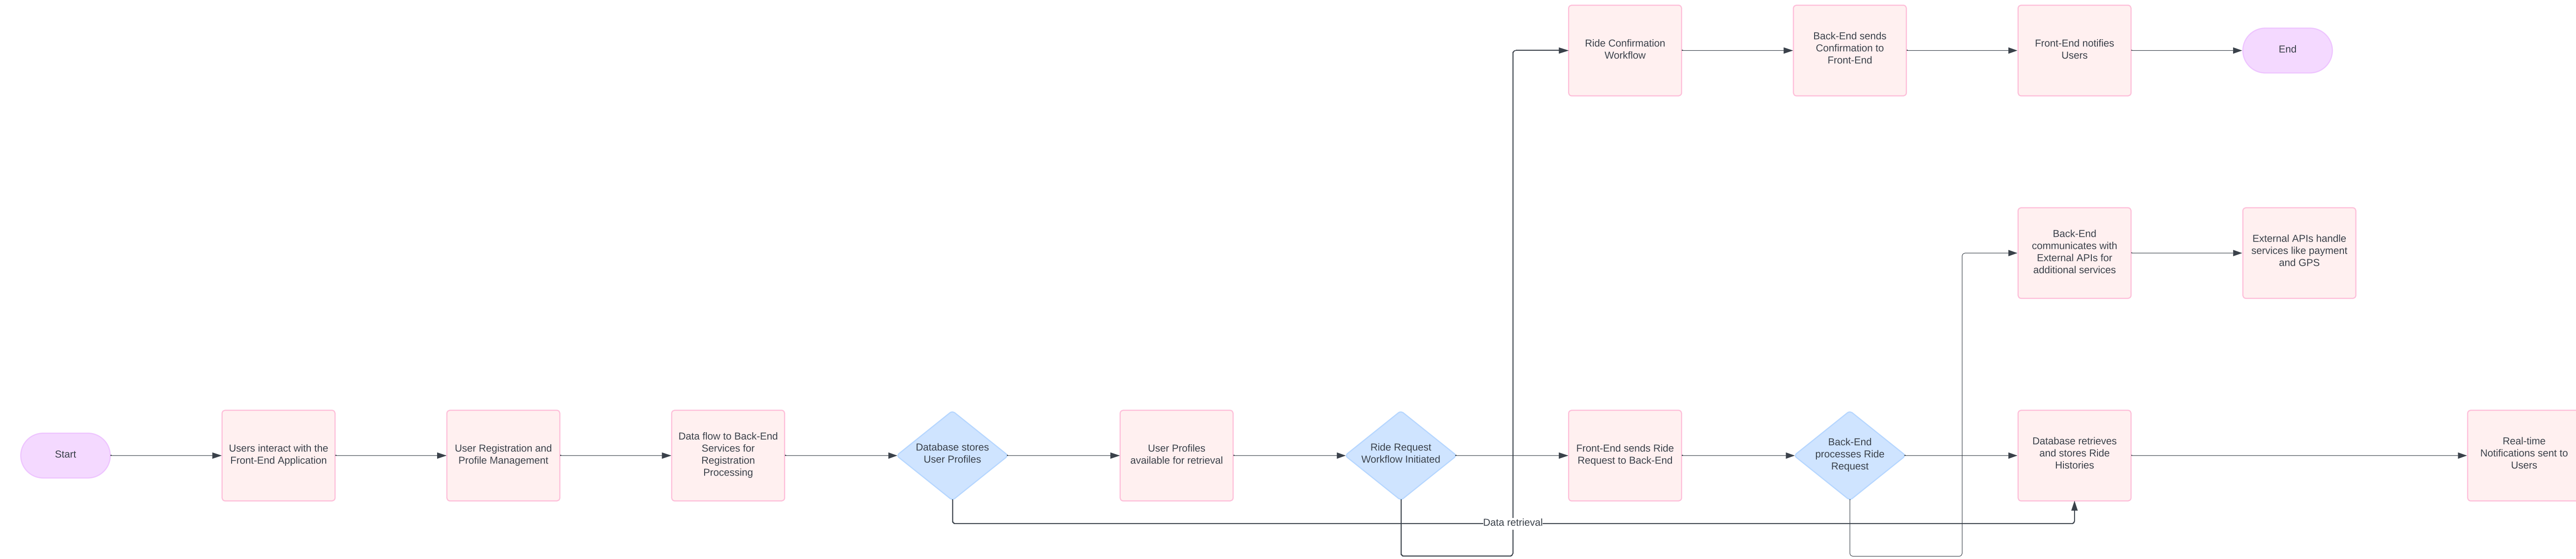 Ride Confirmation
Workflow
Back-End sends
Confirmation to
Front-End
Front-End notifies
Users
End
Back-End
communicates with
External APIs for
additional services
External APIs handle
services like payment
and GPS
Start
Users interact with the
Front-End Application
User Registration and
Profile Management
Data flow to Back-End
Services for
Registration
Processing
Database stores
User Profiles
User Profiles
available for retrieval
Ride Request
Workflow Initiated
Front-End sends Ride
Request to Back-End
Back-End
processes Ride
Request
Database retrieves
and stores Ride
Histories
Real-time
Notifications sent to
Users
Data retrieval